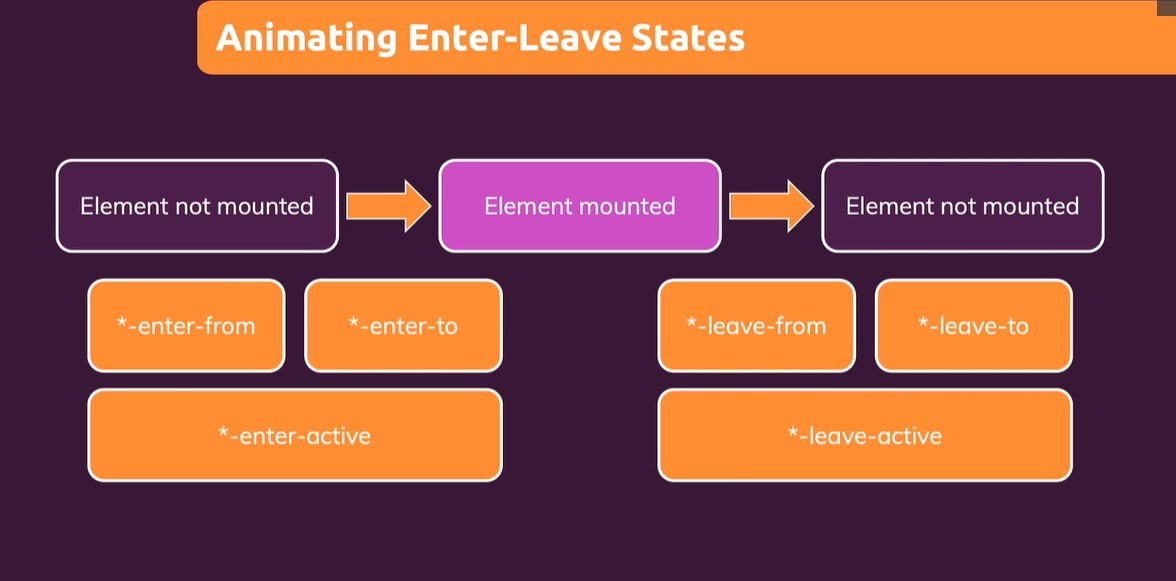 Animating Enter-Leave States
Element not mounted
Element mounted
Element not mounted
*-enter-from
*-enter-to
*-leave-from
*-leave-to
*-enter-active
*-leave-active